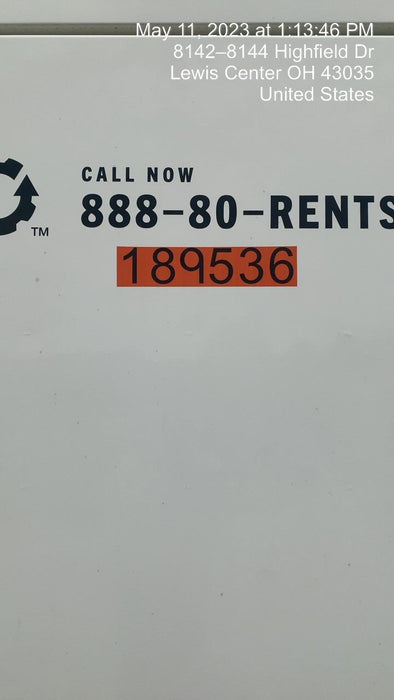 May 11, 2023 at 1:13:46 PM
8142–8144 Highfield Dr
Lewis Center OH 43035
United States
CALL NOW
888-80-RENTS
TM
189536